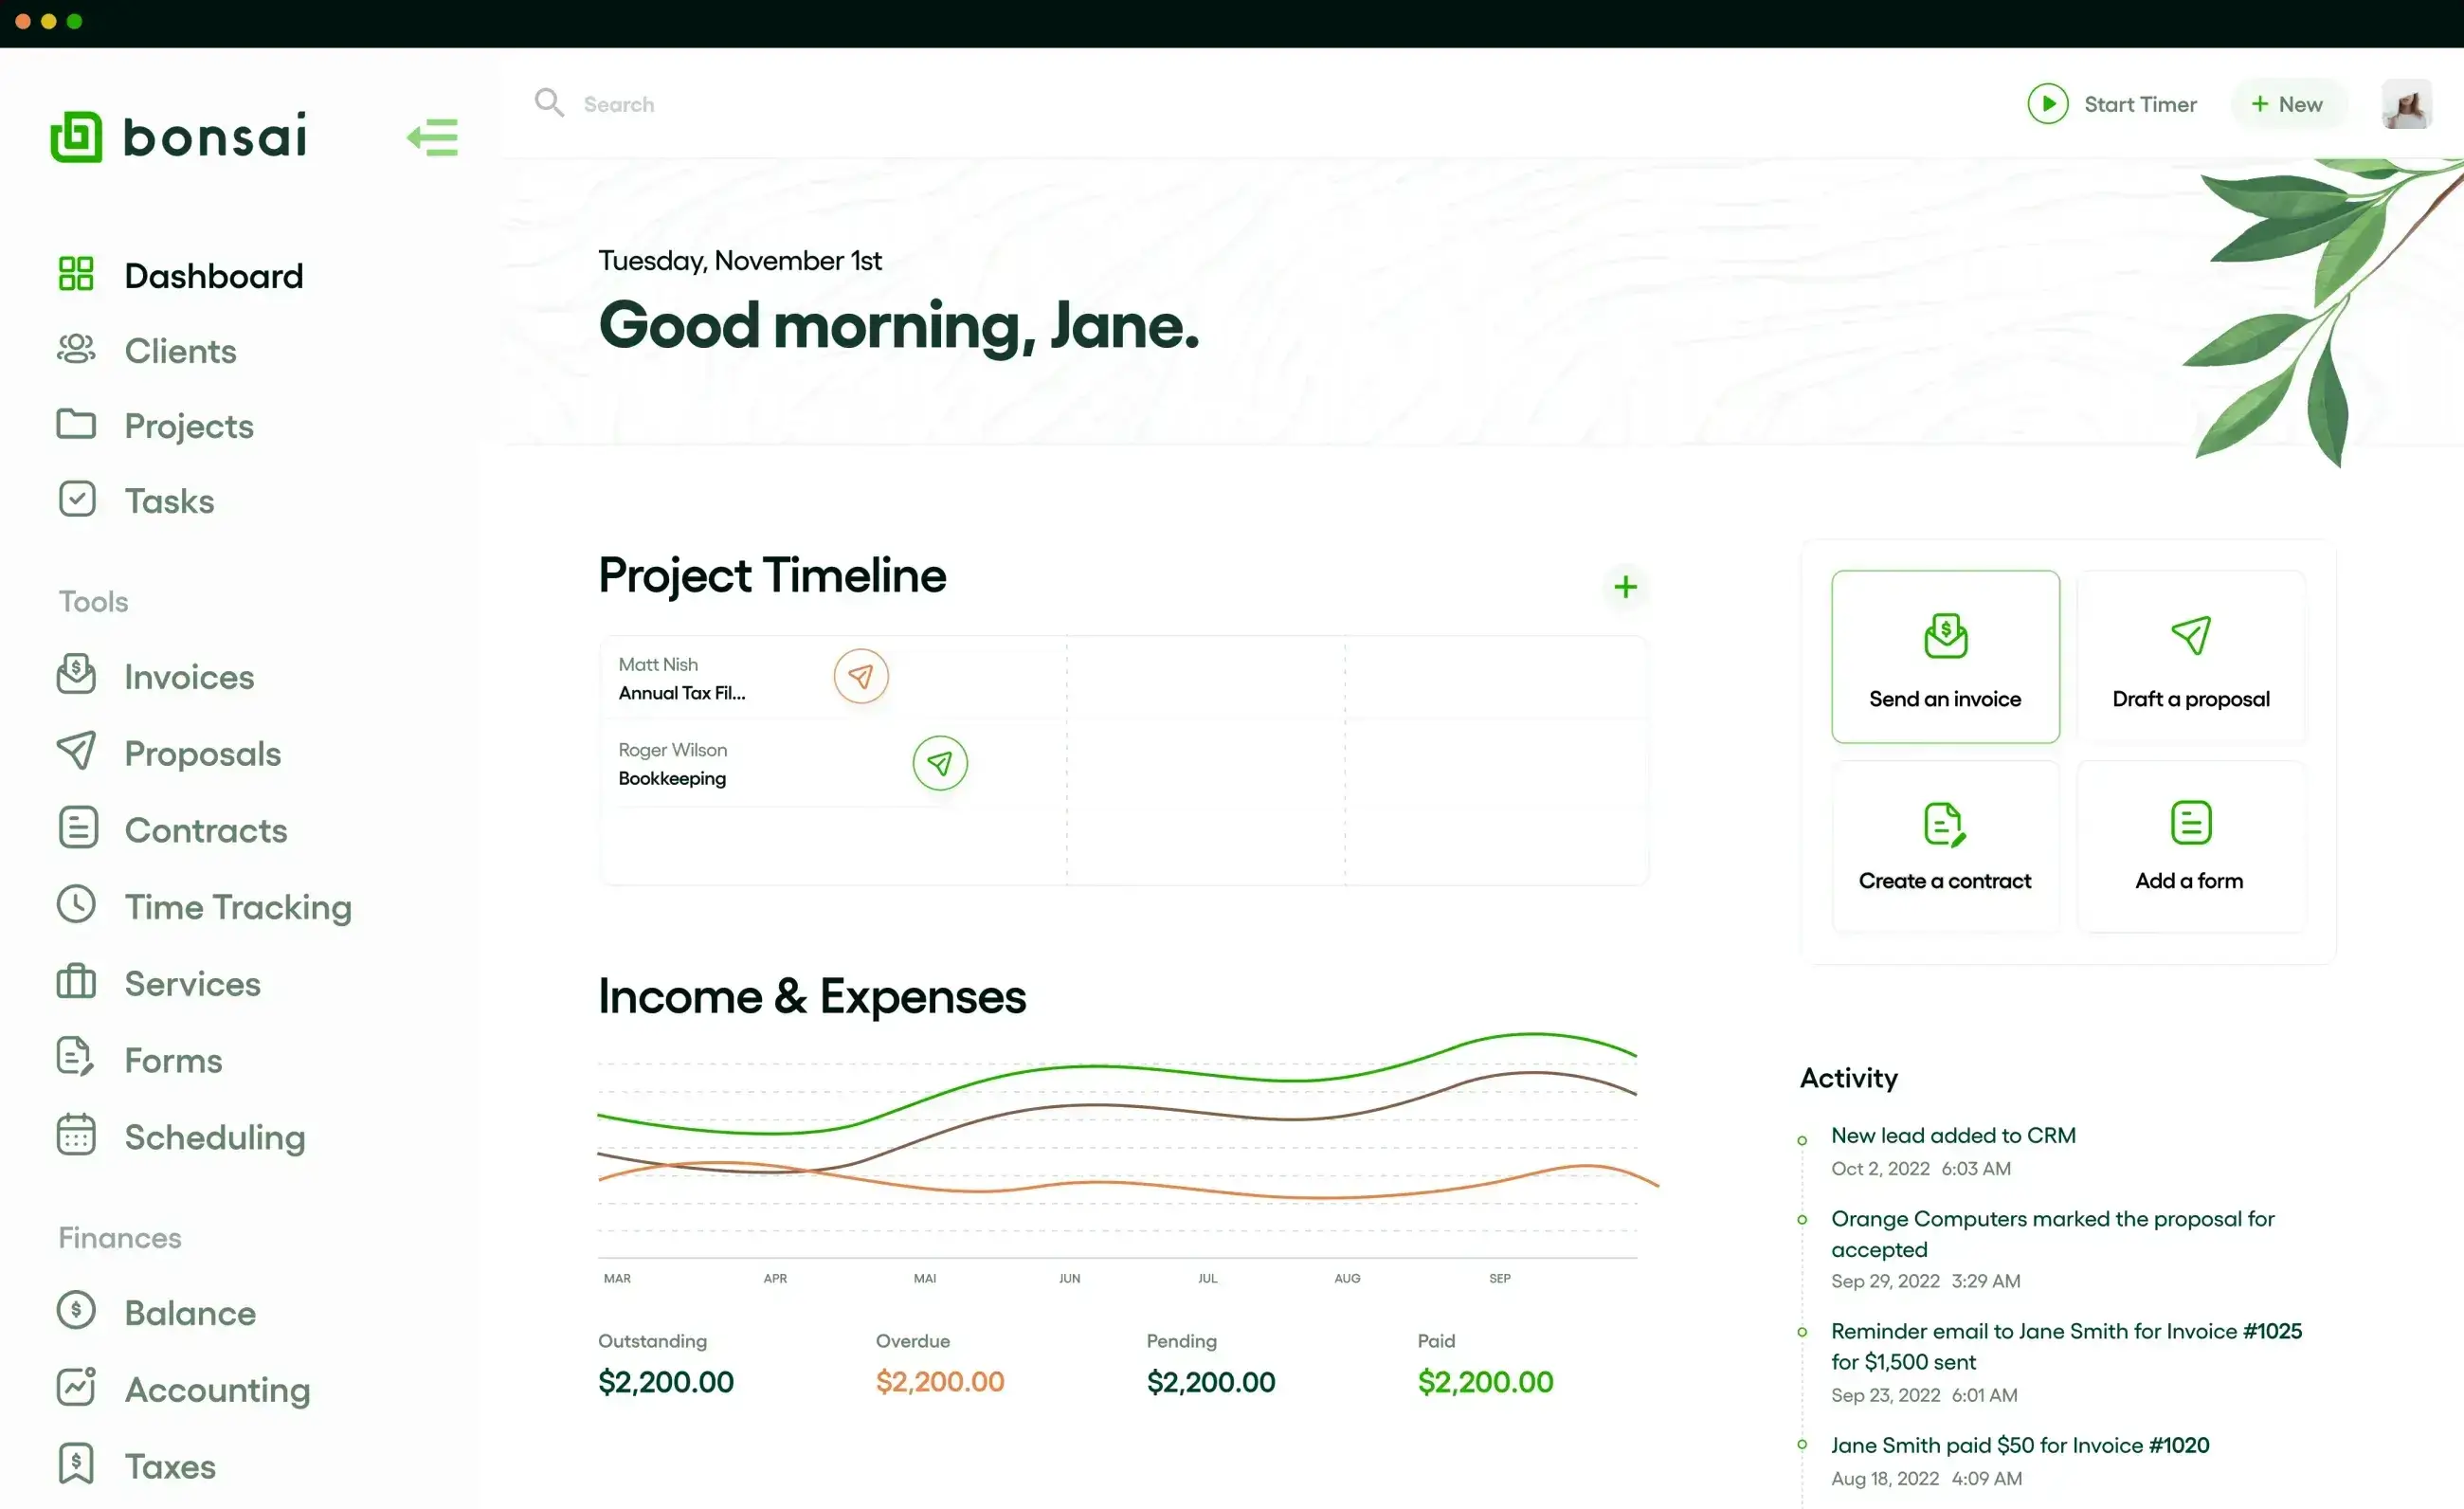 bonsai
Search
Start Timer
+ New
Dashboard
Clients
Projects
Tasks
Tools
Invoices
Proposals
Contracts
Time Tracking
Services
Forms
Scheduling
Finances
Balance
Accounting
Taxes
Tuesday, November 1st
Good morning, Jane.
Project Timeline
Matt Nish
Annual Tax Fil...
Roger Wilson
Bookkeeping
Income & Expenses
MAR APR MAI JUN JUL AUG SEP
Outstanding Overdue Pending Paid
$2,200.00 $2,200.00 $2,200.00 $2,200.00
Send an invoice
Draft a proposal
Create a contract
Add a form
Activity
New lead added to CRM
Oct 2, 2022 6:03 AM
Orange Computers marked the proposal for
accepted
Sep 29, 2022 3:29 AM
Reminder email to Jane Smith for Invoice #1025
for $1,500 sent
Sep 23, 2022 6:01 AM
Jane Smith paid $50 for Invoice #1020
Aug 18, 2022 4:09 AM